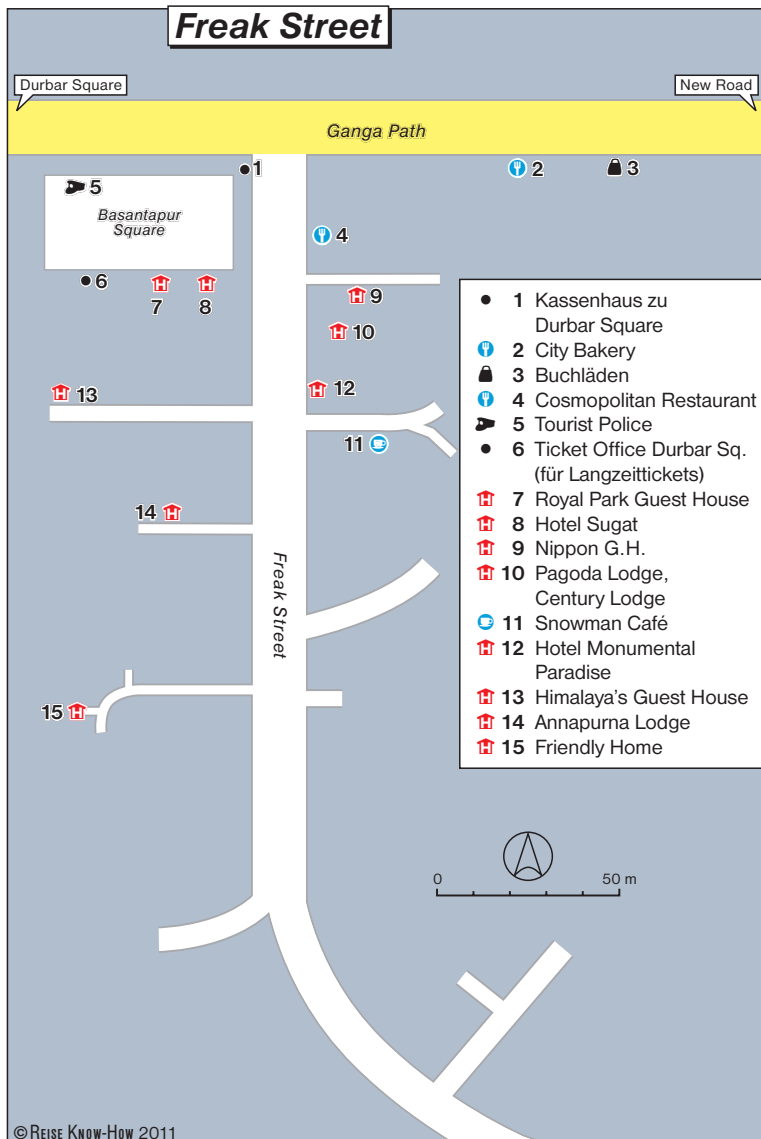 Freak Street
Durbar Square
New Road
Ganga Path
1
2
3
5
Basantapur
Square
4
6
7
8
9
10
12
13
11
14
Freak Street
15
1 Kassenhaus zu
Durbar Square
2 City Bakery
3 Buchläden
4 Cosmopolitan Restaurant
5 Tourist Police
6 Ticket Office Durbar Sq.
(für Langzeittickets)
7 Royal Park Guest House
8 Hotel Sugat
9 Nippon G.H.
10 Pagoda Lodge,
Century Lodge
11 Snowman Café
12 Hotel Monumental
Paradise
13 Himalaya's Guest House
14 Annapurna Lodge
15 Friendly Home
0 50 m
© REISE KNOW-HOW 2011